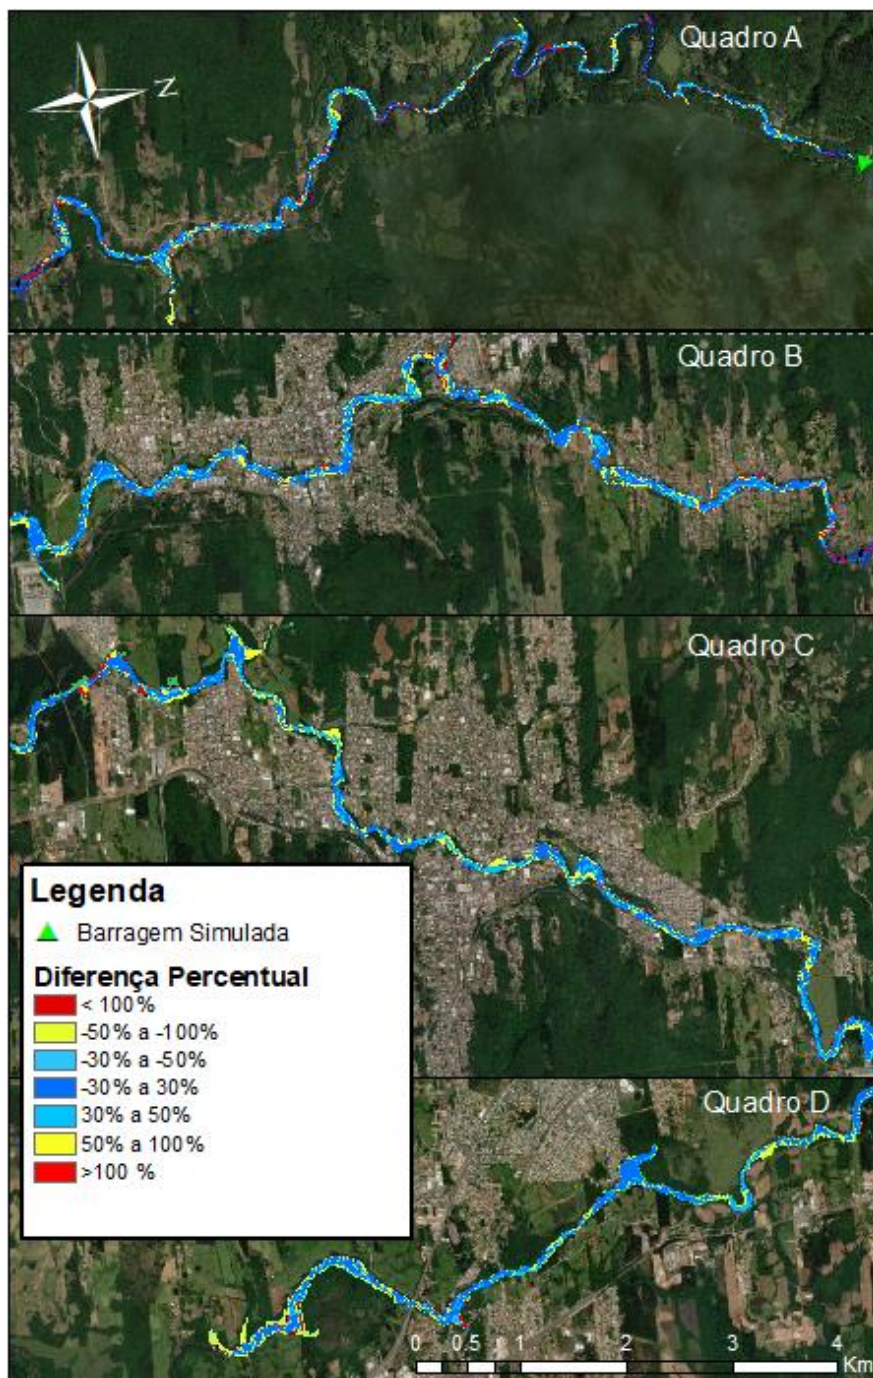 Quadro A
N
Quadro B
Quadro C
Legenda
Barragem Simulada
Diferença Percentual
< 100%
-50% a -100%
-30% a -50%
-30% a 30%
30% a 50%
50% a 100%
>100 %
Quadro D
0 0.5 1 2 3 4
Km